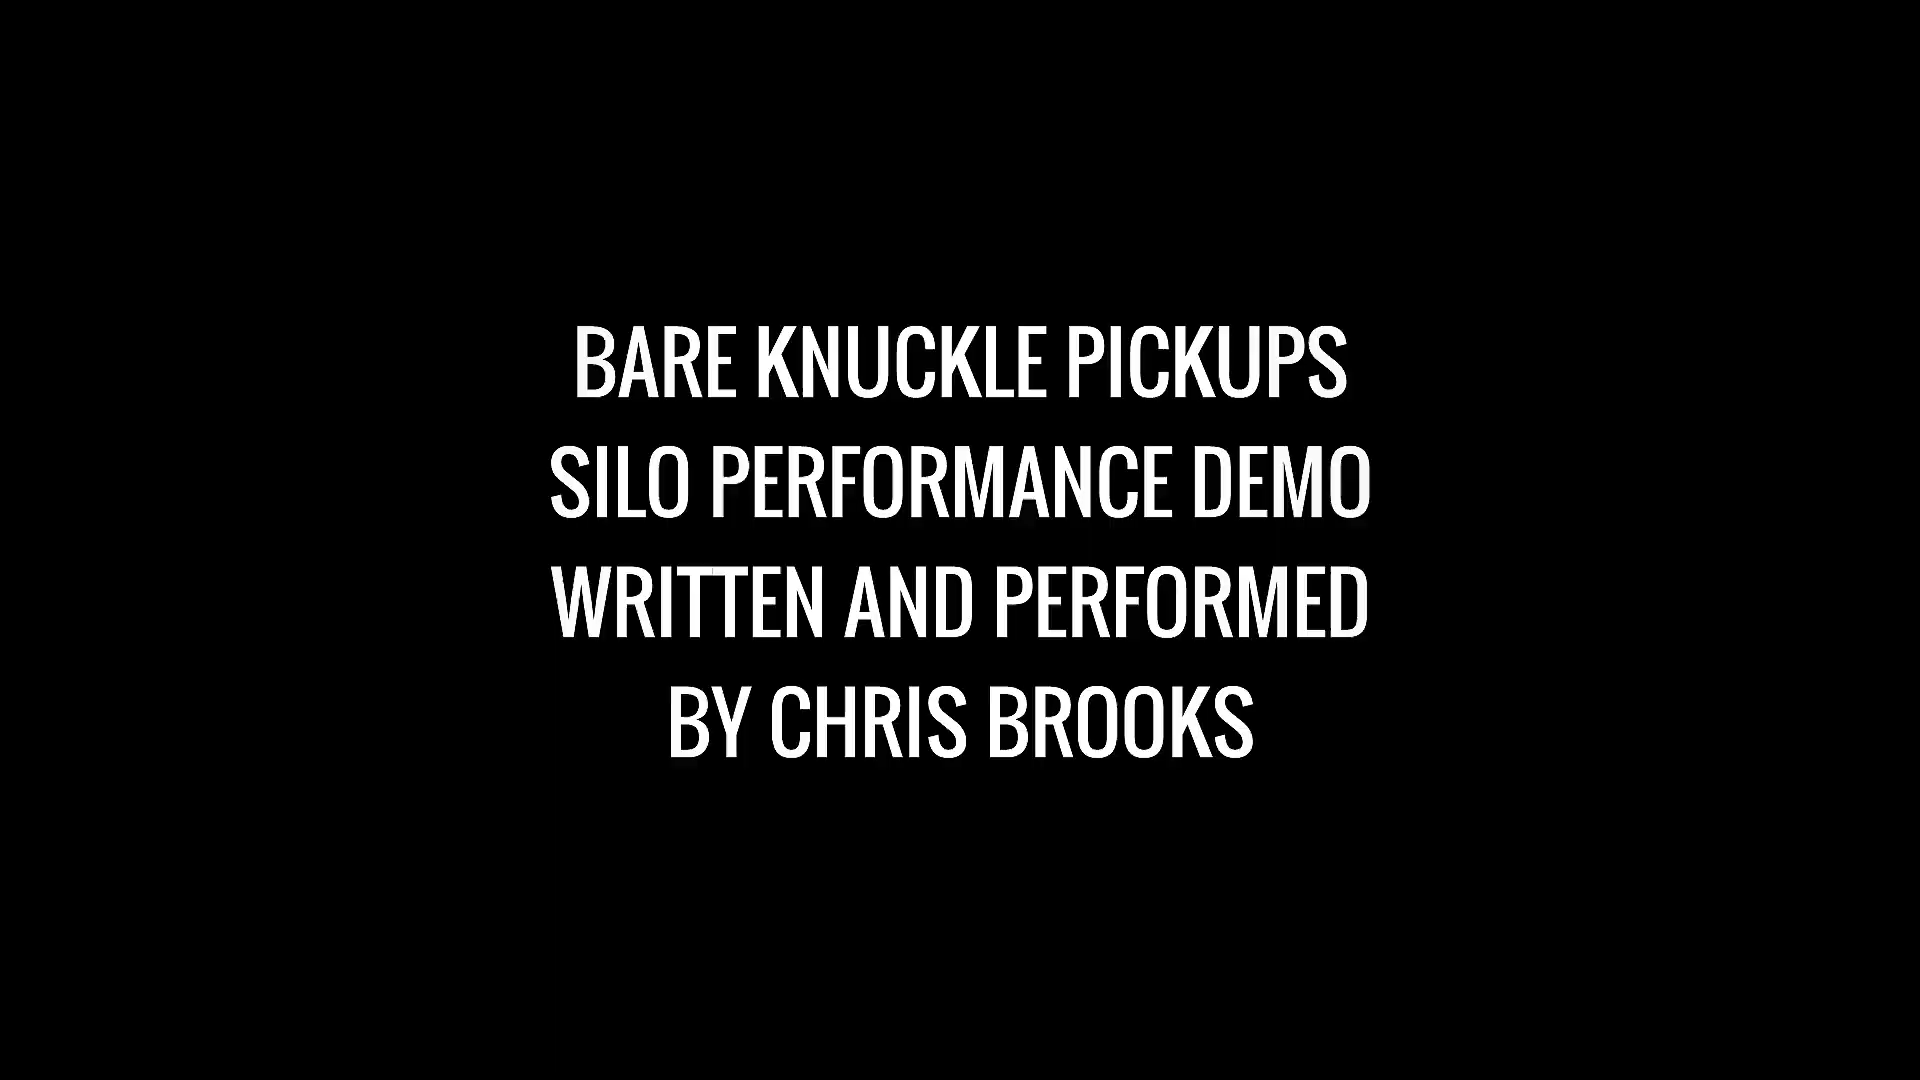 BARE KNUCKLE PICKUPS
SILO PERFORMANCE DEMO
WRITTEN AND PERFORMED
BY CHRIS BROOKS